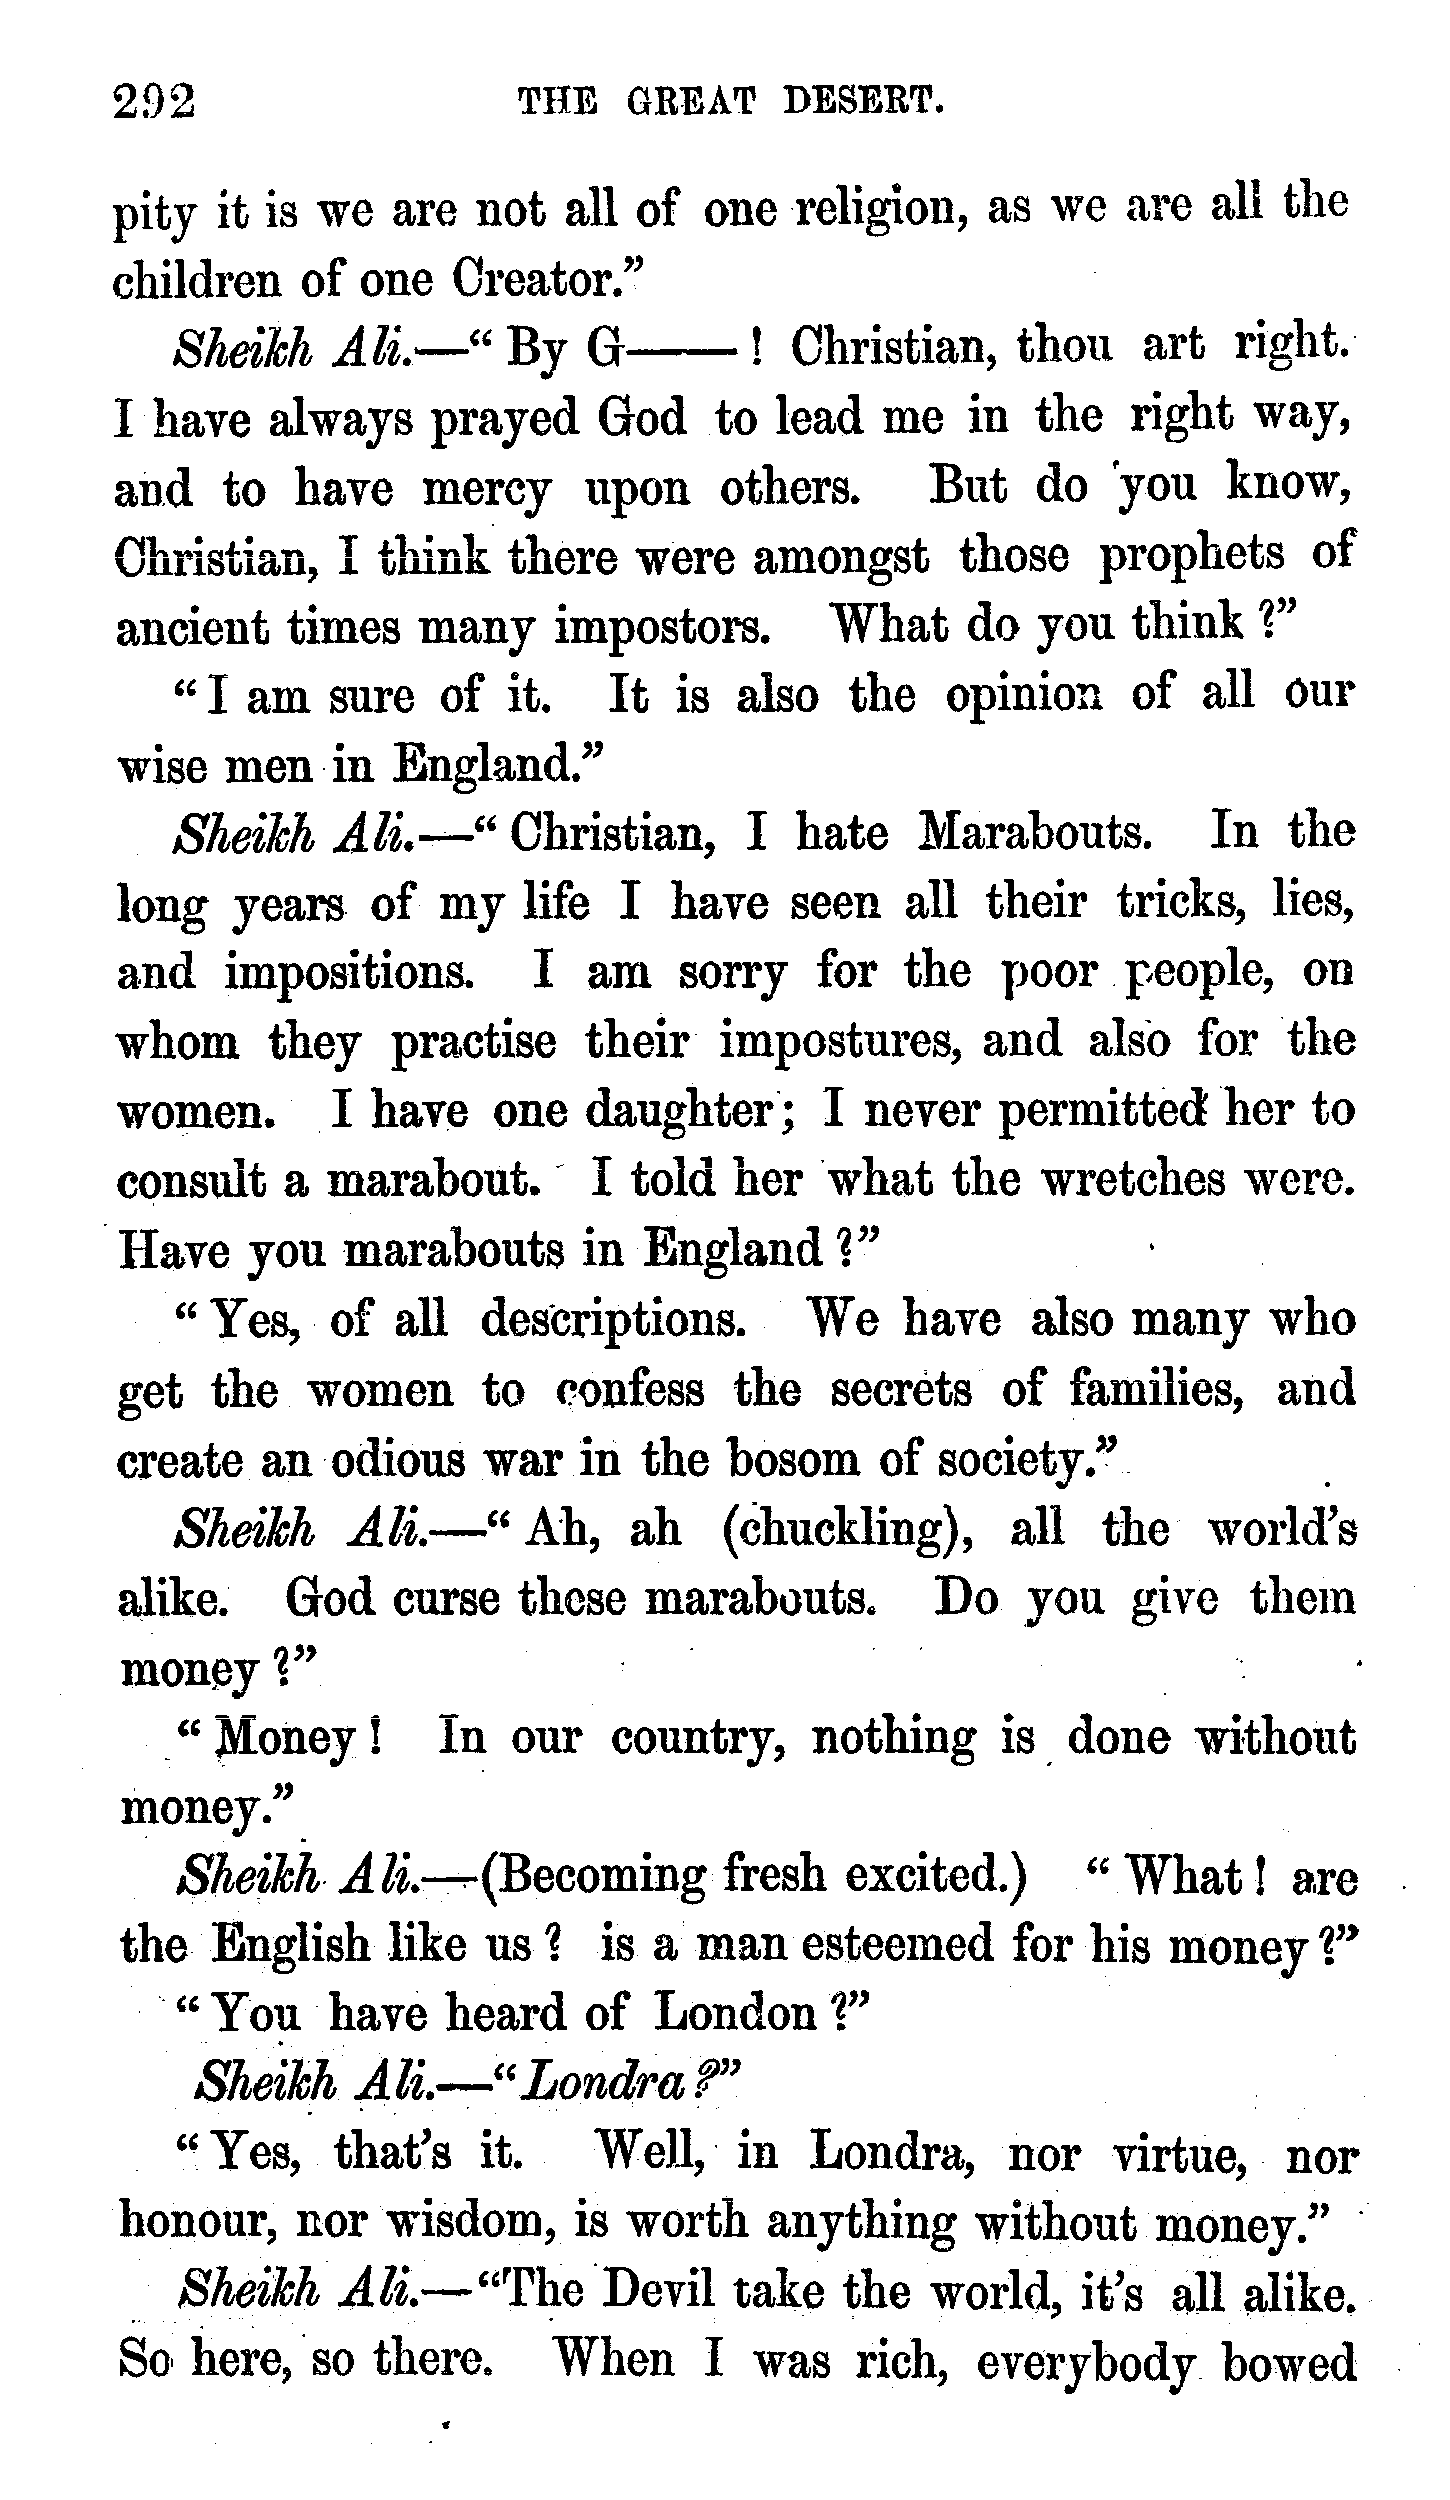 292 THE GREAT DESERT.
pity it is we are not all of one religion, as we are all the
children of one Creator.”
Sheikh Ali.—“ By G—— ! Christian, thou art right.
I have always prayed God to lead me in the right way,
and to have mercy upon others. But do you know,
Christian, I think there were amongst those prophets of
ancient times many impostors. What do you think ?”
“ I am sure of it. It is also the opinion of all our
wise men in England.”
Sheikh Ali.—“ Christian, I hate Marabouts. In the
long years of my life I have seen all their tricks, lies,
and impositions. I am sorry for the poor people, on
whom they practise their impostures, and also for the
women. I have one daughter ; I never permitted her to
consult a marabout. I told her what the wretches were.
Have you marabouts in England ?”
“ Yes, of all descriptions. We have also many who
get the women to confess the secrets of families, and
create an odious war in the bosom of society.”
Sheikh Ali.—“ Ah, ah (chuckling), all the world’s
alike. God curse these marabouts. Do you give them
money ?”
“ Money ! In our country, nothing is done without
money.”
Sheikh Ali.—(Becoming fresh excited.) “ What ! are
the English like us ? is a man esteemed for his money ?”
“ You have heard of London ?”
Sheikh Ali.—“ Londra ?”
“ Yes, that’s it. Well, in Londra, nor virtue, nor
honour, nor wisdom, is worth anything without money.”
Sheikh Ali.—“The Devil take the world, it’s all alike.
So here, so there. When I was rich, everybody bowed